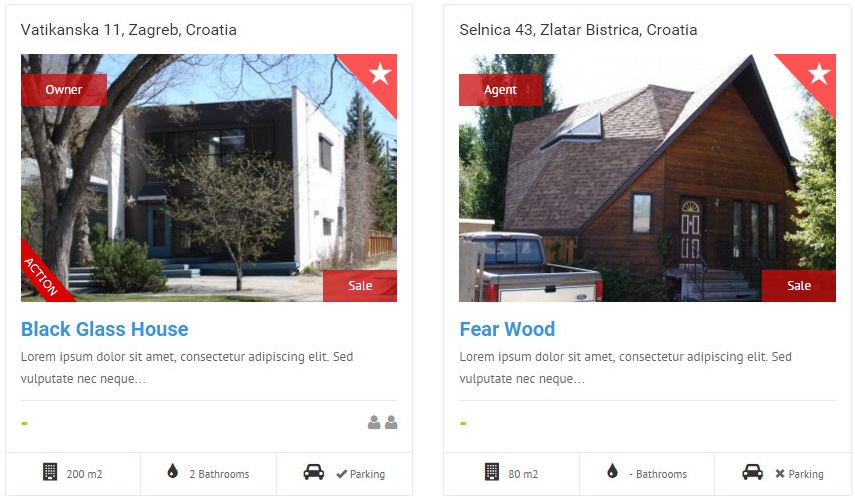 Vatikanska 11, Zagreb, Croatia
Owner
ACTION
Sale
Black Glass House
Lorem ipsum dolor sit amet, consectetur adipiscing elit. Sed
vulputate nec neque...
-
200 m2
2 Bathrooms
Parking
Selnica 43, Zlatar Bistrica, Croatia
Agent
Sale
Fear Wood
Lorem ipsum dolor sit amet, consectetur adipiscing elit. Sed
vulputate nec neque...
-
80 m2
- Bathrooms
Parking